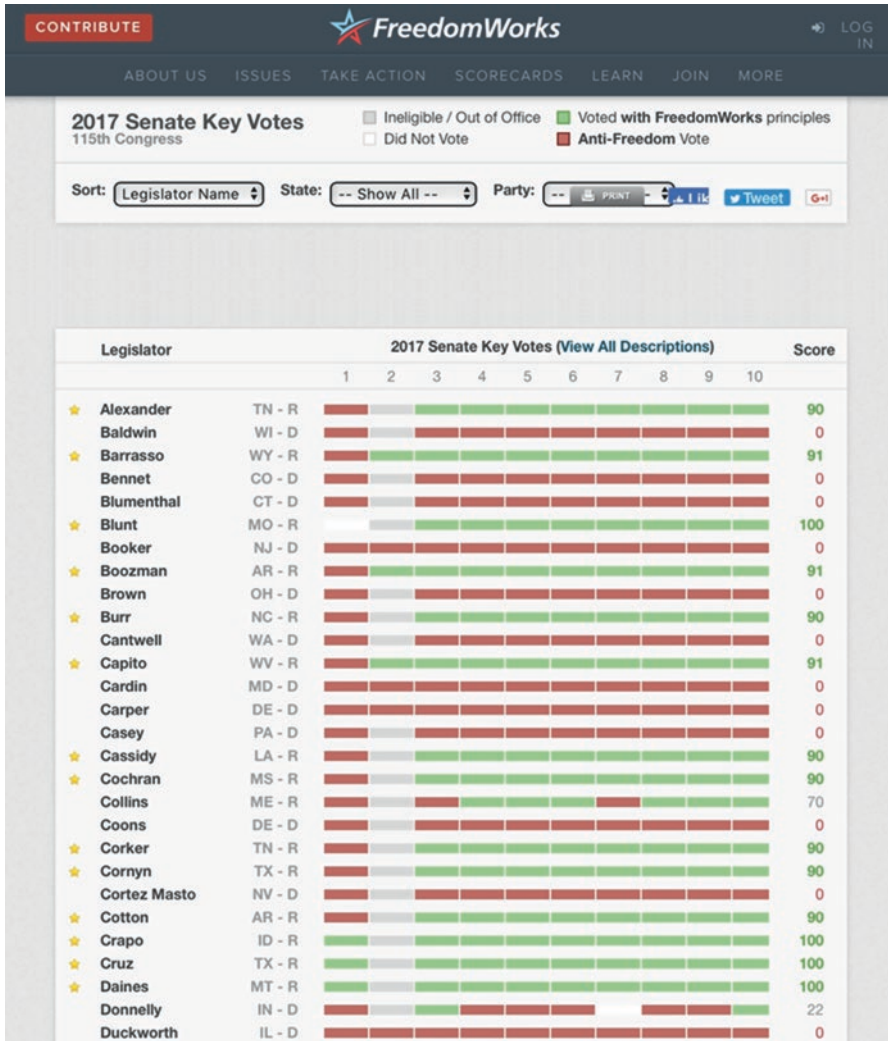 CONTRIBUTE
FreedomWorks
LOG
IN
ABOUT US ISSUES TAKE ACTION SCORECARDS LEARN JOIN MORE
2017 Senate Key Votes
115th Congress
Ineligible / Out of Office
Voted with FreedomWorks principles
Did Not Vote
Anti-Freedom Vote
Sort: Legislator Name State: -- Show All -- Party: -- PRINT - Lik Tweet G+1
Legislator 2017 Senate Key Votes (View All Descriptions) Score
1 2 3 4 5 6 7 8 9 10
Alexander TN - R 90
Baldwin WI - D 0
Barrasso WY - R 91
Bennet CO - D 0
Blumenthal CT - D 0
Blunt MO - R 100
Booker NJ - D 0
Boozman AR - R 91
Brown OH - D 0
Burr NC - R 90
Cantwell WA - D 0
Capito WV - R 91
Cardin MD - D 0
Carper DE - D 0
Casey PA - D 0
Cassidy LA - R 90
Cochran MS - R 90
Collins ME - R 70
Coons DE - D 0
Corker TN - R 90
Cornyn TX - R 90
Cortez Masto NV - D 0
Cotton AR - R 90
Crapo ID - R 100
Cruz TX - R 100
Daines MT - R 100
Donnelly IN - D 22
Duckworth IL - D 0